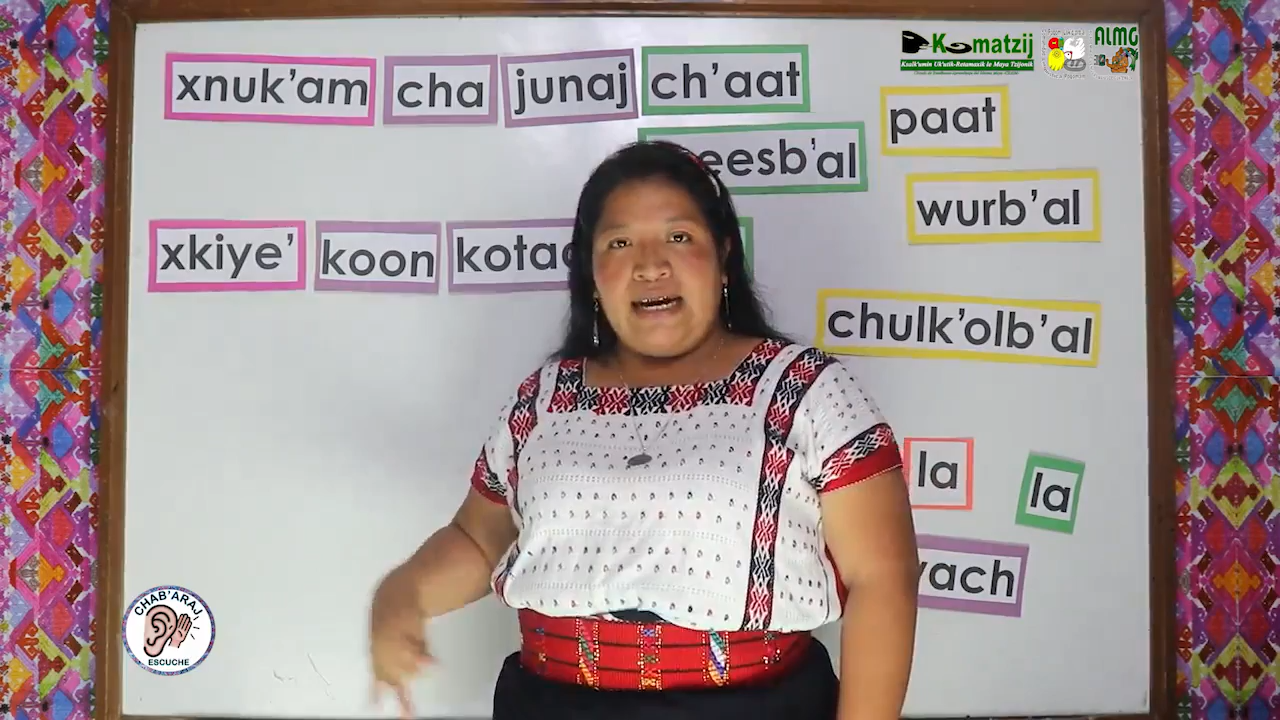 Komatzij
ALMG
xnuk'am cha junaj ch'aat
paat
wurb'al
xkiye' koon
chulk'olb'al
la
la
CHAB'ARAJ
ESCUCHE